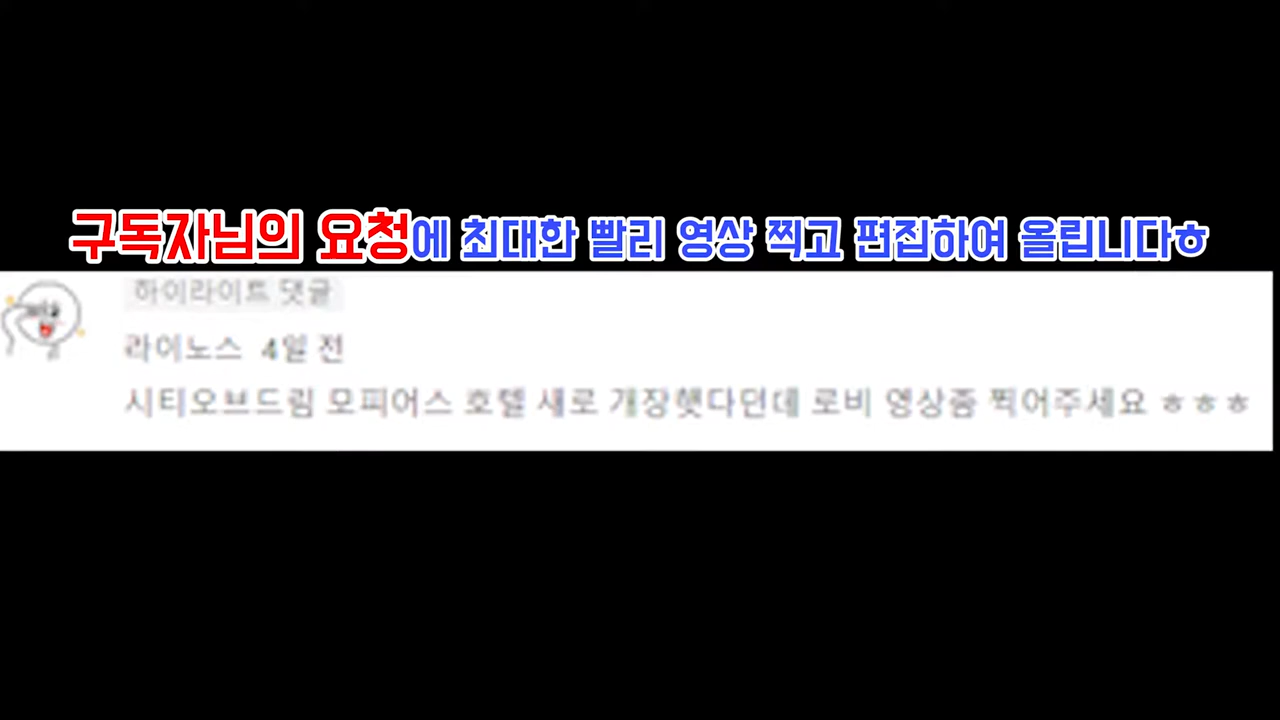 구독자님의 요청에 최대한 빨리 영상 찍고 편집하여 올립니다ㅎ
하이라이트 댓글
라이노스 4일 전
시티오브드림 모피어스 호텔 새로 개장햇다던데 로비 영상좀 찍어주세요 ㅎㅎㅎ